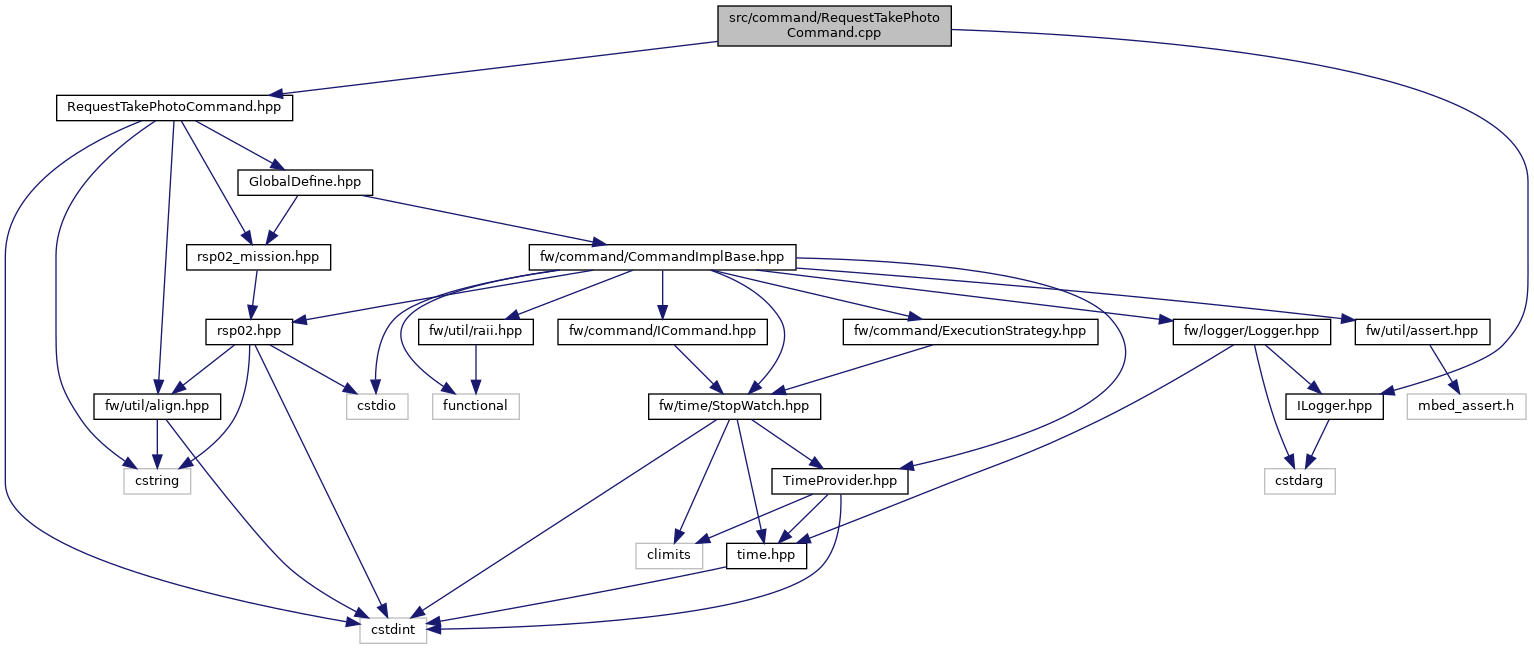 src/command/RequestTakePhoto
Command.cpp
RequestTakePhotoCommand.hpp
GlobalDefine.hpp
rsp02_mission.hpp
fw/command/CommandImplBase.hpp
rsp02.hpp
fw/util/raii.hpp
fw/command/ICommand.hpp
fw/command/ExecutionStrategy.hpp
fw/logger/Logger.hpp
fw/util/assert.hpp
fw/util/align.hpp
cstdio
functional
fw/time/StopWatch.hpp
ILogger.hpp
mbed_assert.h
cstring
TimeProvider.hpp
cstdarg
climits
time.hpp
cstdint